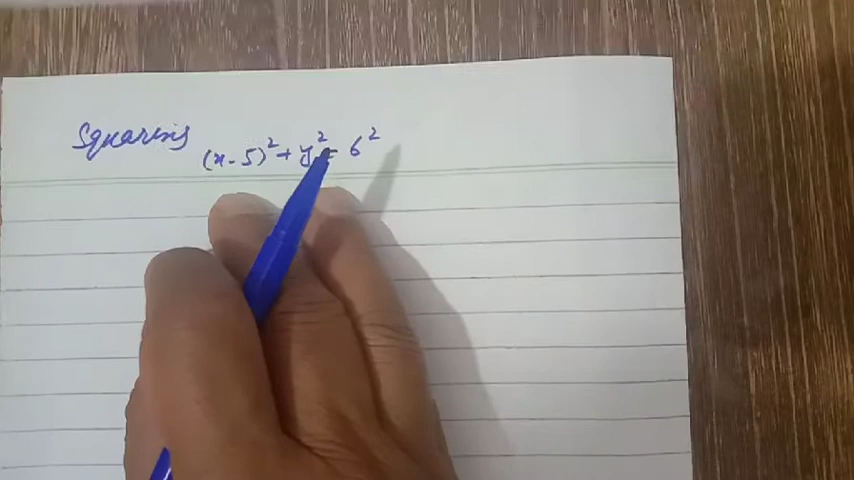 Squaring (x-5)² + y² = 6²